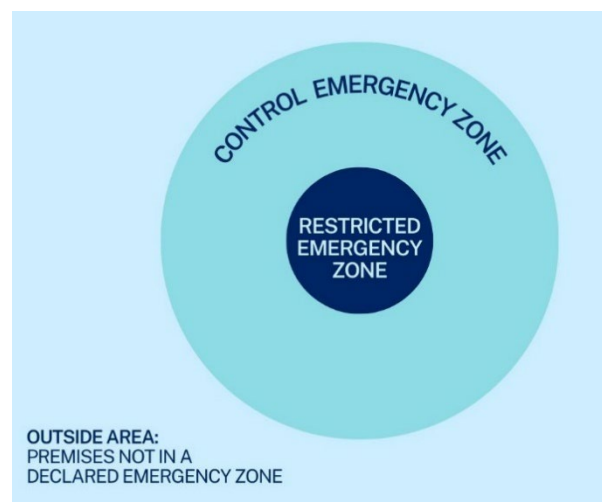 CONTROL EMERGENCY ZONE
RESTRICTED
EMERGENCY
ZONE
OUTSIDE AREA:
PREMISES NOT IN A
DECLARED EMERGENCY ZONE